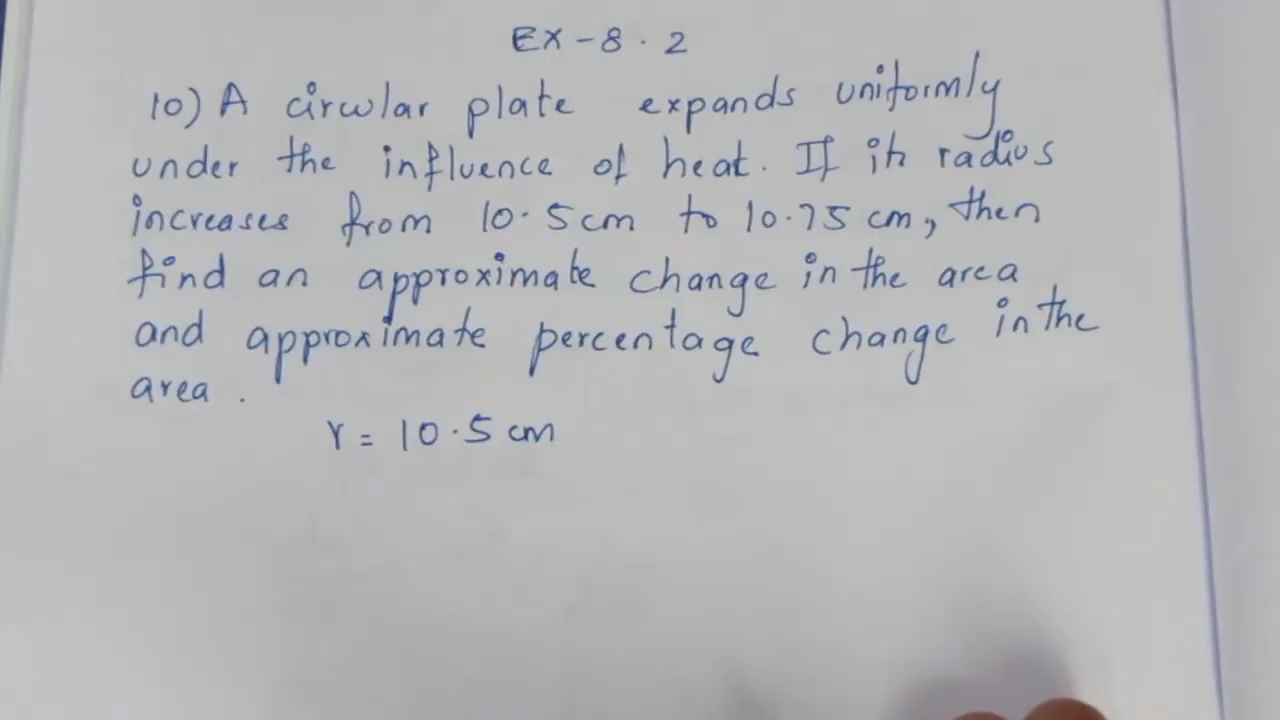 EX-8.2
10) A circular plate expands uniformly
under the influence of heat. If its radius
increases from 10.5cm to 10.75 cm, then
find an approximate change in the area
and approximate percentage change in the
area.
r = 10.5 cm